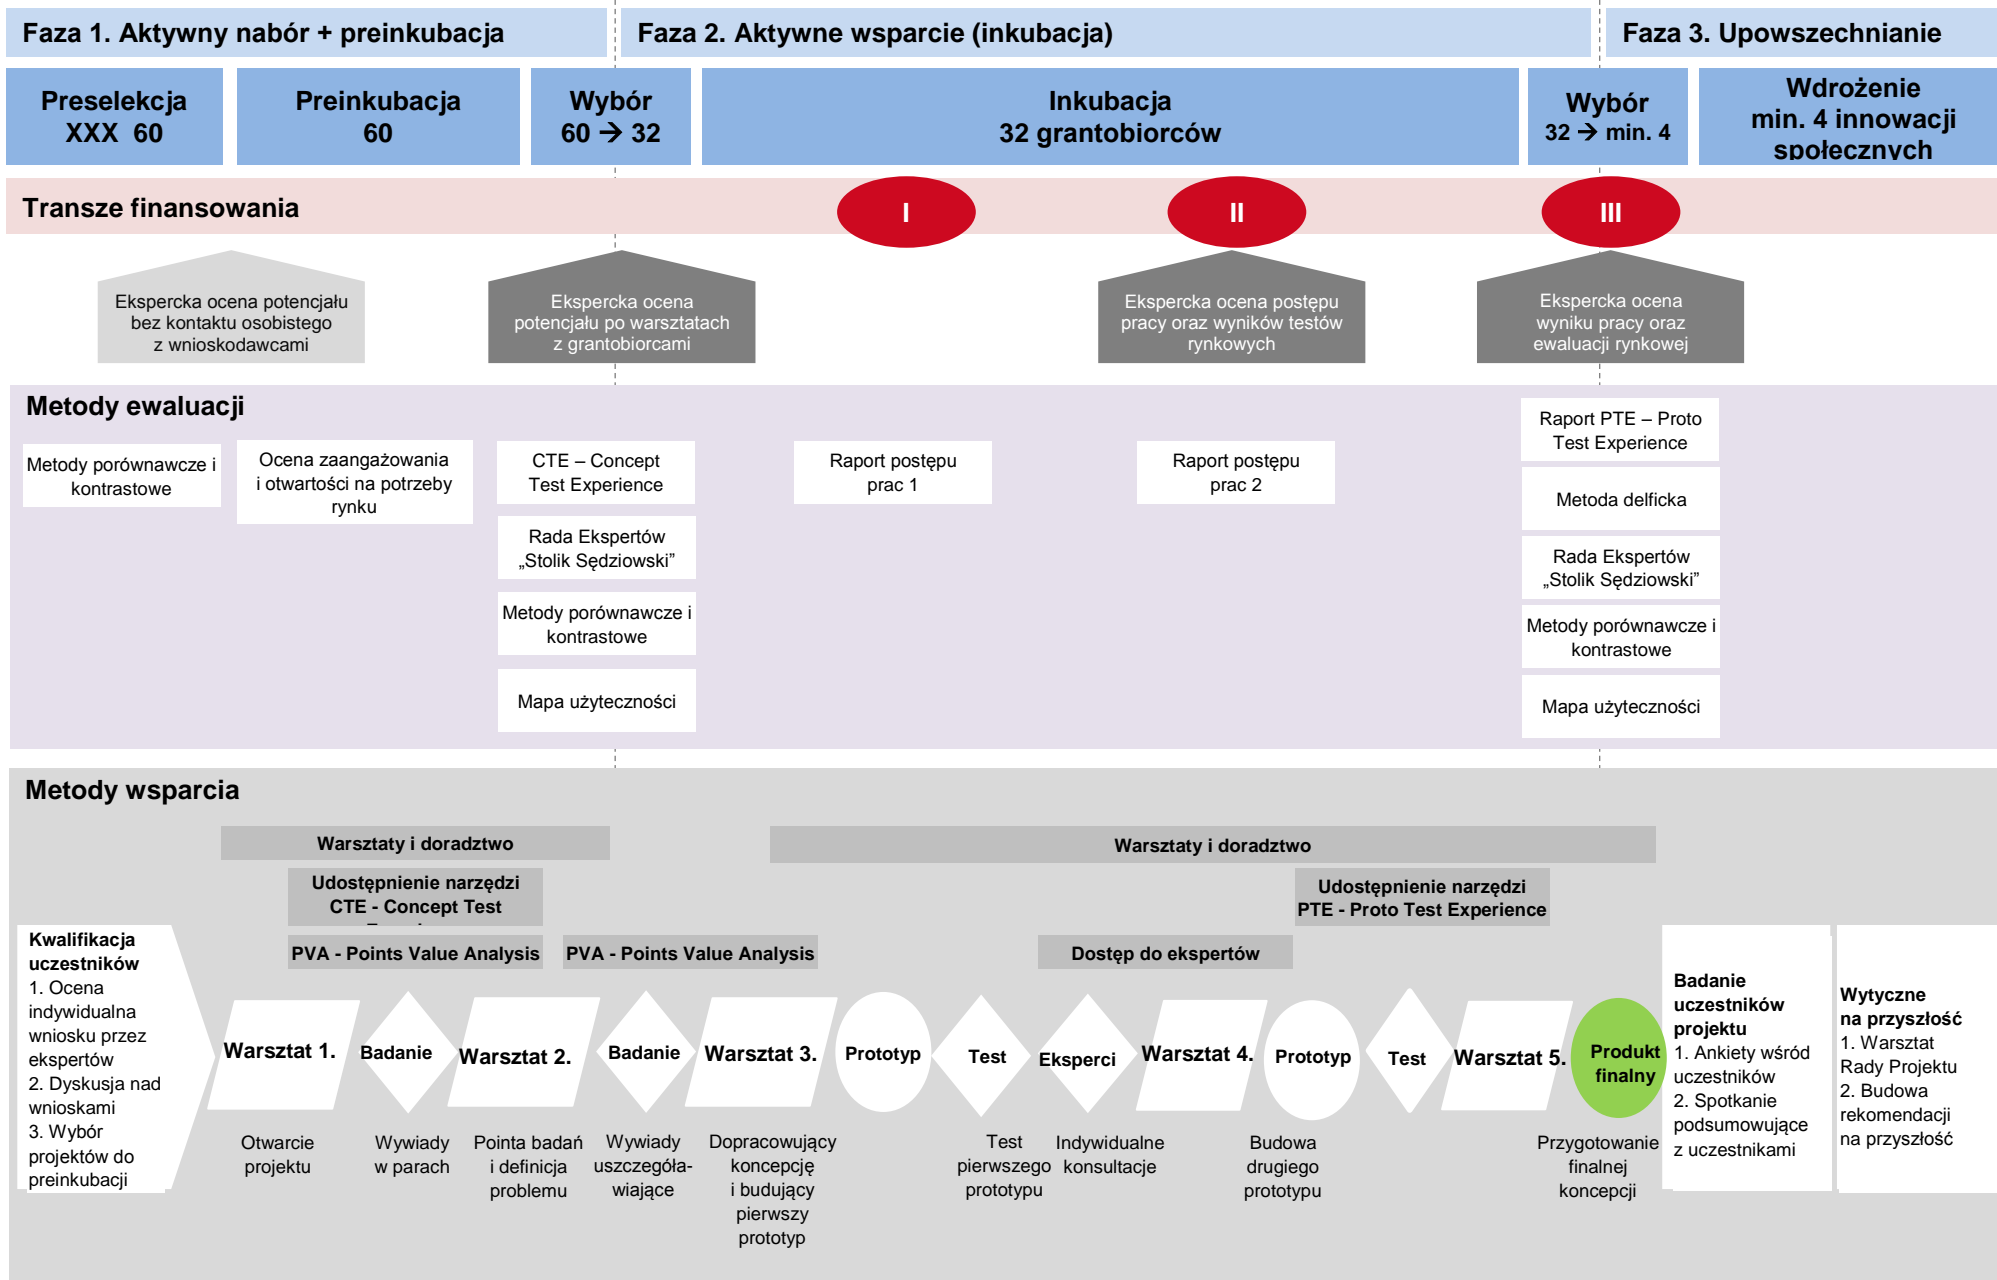 Faza 1. Aktywny nabór + preinkubacja
Faza 2. Aktywne wsparcie (inkubacja)
Faza 3. Upowszechnianie
Preselekcja
XXX 60
Preinkubacja
60
Wybór
60 → 32
Inkubacja
32 grantobiorców
Wybór
32 → min. 4
Wdrożenie
min. 4 innowacji
społecznych
Transze finansowania
I
II
III
Ekspercka ocena potencjału
bez kontaktu osobistego
z wnioskodawcami
Ekspercka ocena
potencjału po warsztatach
z grantobiorcami
Ekspercka ocena postępu
pracy oraz wyników testów
rynkowych
Ekspercka ocena
wyniku pracy oraz
ewaluacji rynkowej
Metody ewaluacji
Metody porównawcze i
kontrastowe
Ocena zaangażowania
i otwartości na potrzeby
rynku
CTE – Concept
Test Experience
Rada Ekspertów
„Stolik Sędziowski”
Metody porównawcze i
kontrastowe
Mapa użyteczności
Raport postępu
prac 1
Raport postępu
prac 2
Raport PTE – Proto
Test Experience
Metoda delficka
Rada Ekspertów
„Stolik Sędziowski”
Metody porównawcze i
kontrastowe
Mapa użyteczności
Metody wsparcia
Warsztaty i doradztwo
Warsztaty i doradztwo
Udostępnienie narzędzi
CTE - Concept Test
Udostępnienie narzędzi
PTE - Proto Test Experience
PVA - Points Value Analysis
PVA - Points Value Analysis
Dostęp do ekspertów
Kwalifikacja
uczestników
1. Ocena
indywidualna
wniosku przez
ekspertów
2. Dyskusja nad
wnioskami
3. Wybór
projektów do
preinkubacji
Warsztat 1.
Badanie
Warsztat 2.
Badanie
Warsztat 3.
Prototyp
Test
Eksperci
Warsztat 4.
Prototyp
Test
Warsztat 5.
Produkt
finalny
Otwarcie
projektu
Wywiady
w parach
Pointa badań
i definicja
problemu
Wywiady
uszczegóła-
wiające
Dopracowujący
koncepcję
i budujący
pierwszy
prototyp
Test
pierwszego
prototypu
Indywidualne
konsultacje
Budowa
drugiego
prototypu
Przygotowanie
finalnej
koncepcji
Badanie
uczestników
projektu
1. Ankiety wśród
uczestników
2. Spotkanie
podsumowujące
z uczestnikami
Wytyczne
na przyszłość
1. Warsztat
Rady Projektu
2. Budowa
rekomendacji
na przyszłość